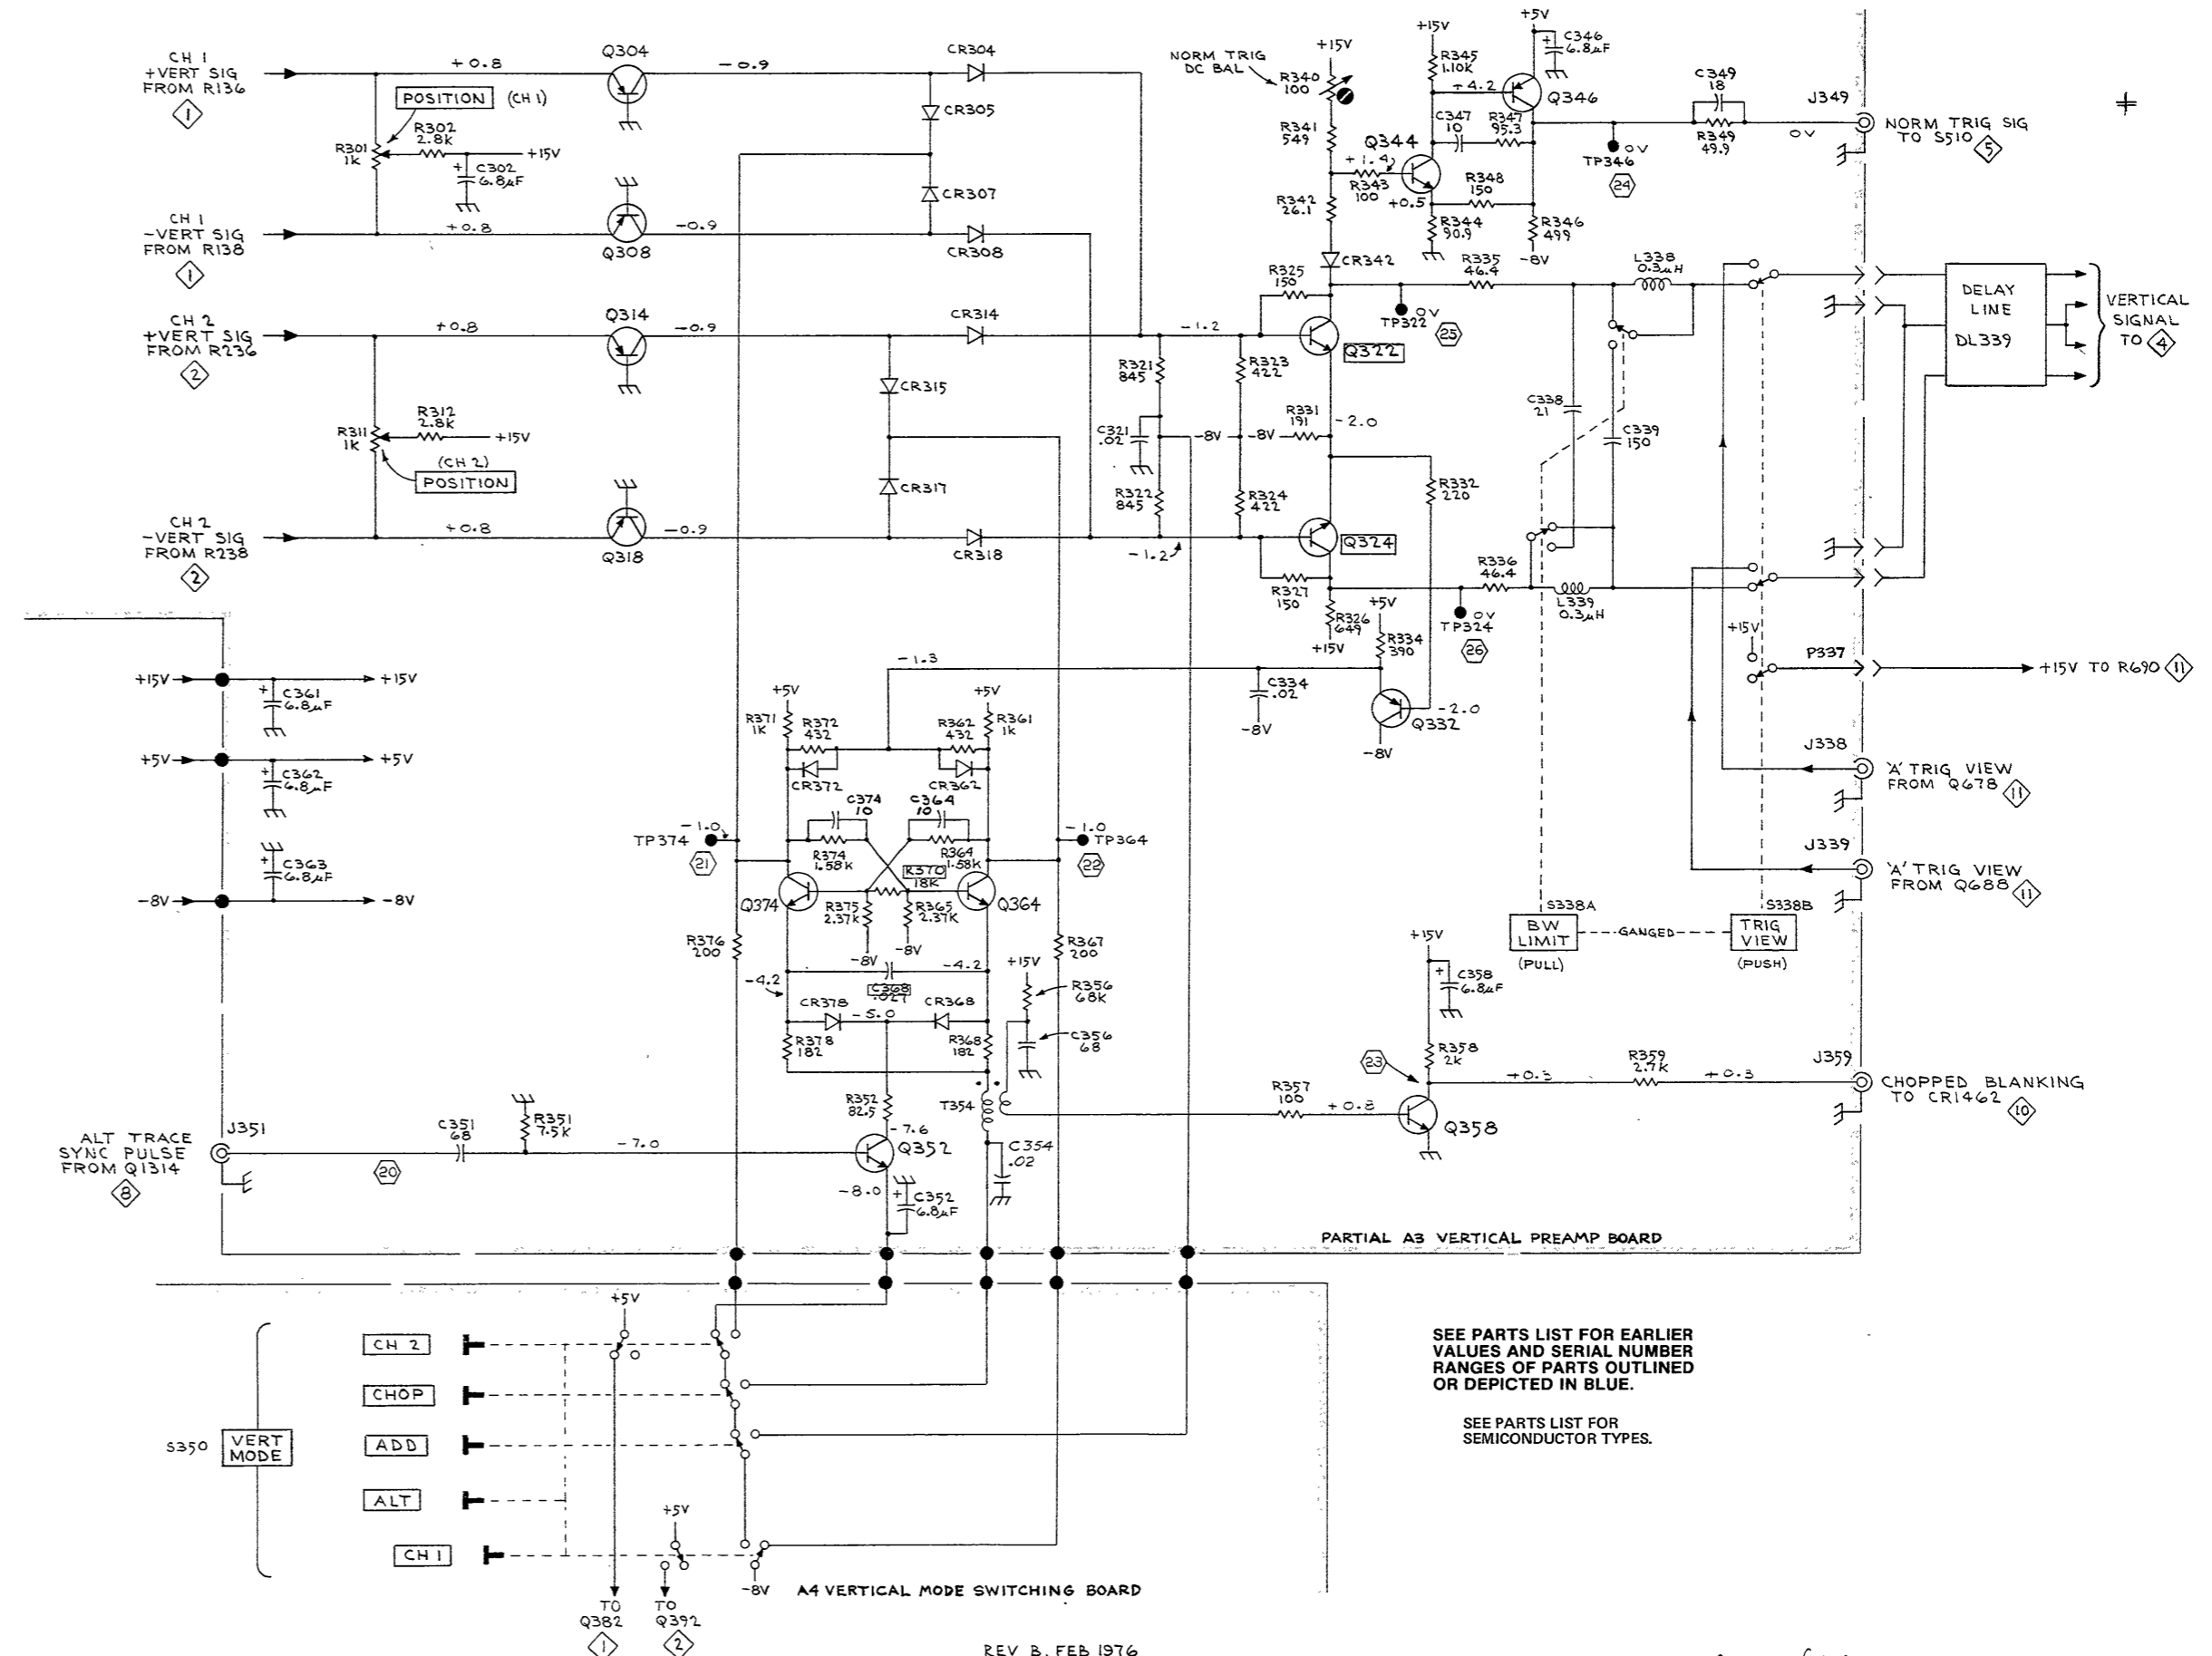 CH 1
+VERT SIG
FROM R136
1
POSITION (CH 1)
R301
1K
R302
2.8K
C302
6.8µF
+15V
+0.8
Q304
-0.9
CR304
CR305
CR307
CH 1
-VERT SIG
FROM R138
1
+0.8
Q308
-0.9
CR308
CH 2
+VERT SIG
FROM R236
2
+0.8
Q314
-0.9
CR314
CR315
R311
1K
R312
2.8K
+15V
(CH 2)
POSITION
CR317
CH 2
-VERT SIG
FROM R238
2
+0.8
Q318
-0.9
CR318
NORM TRIG
DC BAL
+15V
R340
100
R341
549
R342
26.1
+1.4
R343
100
Q344
+0.5
R344
90.9
+15V
R345
1.10K
+4.2
C347
10
R347
95.3
R348
150
R346
499
-8V
+5V
C346
6.8µF
Q346
TP346
0V
24
C349
18
R349
49.9
0V
J349
NORM TRIG SIG
TO S510
5
CR342
R325
150
TP322
0V
25
R335
46.4
L338
0.3µH
-1.2
Q322
R321
845
R323
422
R331
191
-2.0
C321
.02
-8V
-8V
R322
845
R324
422
-1.2
Q324
R327
150
R326
649
+15V
R332
220
R336
46.4
TP324
0V
26
L339
0.3µH
C338
21
C339
150
DELAY
LINE
DL339
VERTICAL
SIGNAL
TO 4
+15V
P337
+15V TO R690 11
J338
'A' TRIG VIEW
FROM Q678
11
J339
'A' TRIG VIEW
FROM Q688
11
S338A
BW
LIMIT
(PULL)
GANGED
S338B
TRIG
VIEW
(PUSH)
+5V
R334
390
Q332
-2.0
-8V
C334
.02
-8V
-1.3
+15V
C361
6.8µF
+15V
+5V
C362
6.8µF
+5V
-8V
C363
6.8µF
-8V
+5V
R371
1K
R372
432
CR372
+5V
R362
432
R361
1K
CR362
C374
10
C364
10
R374
1.58K
R364
1.58K
R370
18K
-1.0
TP374
21
-1.0
TP364
22
Q374
Q364
R375
2.37K
R365
2.37K
-8V
-8V
R376
200
R367
200
-4.2
-4.2
C368
.027
CR378
-5.0
CR368
R378
182
R368
182
+15V
R356
68K
C356
68
T354
C354
.02
R352
82.5
-7.6
Q352
-8.0
C352
6.8µF
ALT TRACE
SYNC PULSE
FROM Q1314
8
J351
20
C351
68
R351
7.5K
-7.0
R357
100
+0.8
Q358
23
+15V
C358
6.8µF
R358
2K
+0.3
R359
2.7K
+0.3
J359
CHOPPED BLANKING
TO CR1462
10
PARTIAL A3 VERTICAL PREAMP BOARD
S350
VERT
MODE
CH 2
CHOP
ADD
ALT
CH 1
+5V
+5V
-8V
TO
Q382
1
TO
Q392
2
A4 VERTICAL MODE SWITCHING BOARD
SEE PARTS LIST FOR EARLIER
VALUES AND SERIAL NUMBER
RANGES OF PARTS OUTLINED
OR DEPICTED IN BLUE.
SEE PARTS LIST FOR
SEMICONDUCTOR TYPES.
REV B, FEB 1976